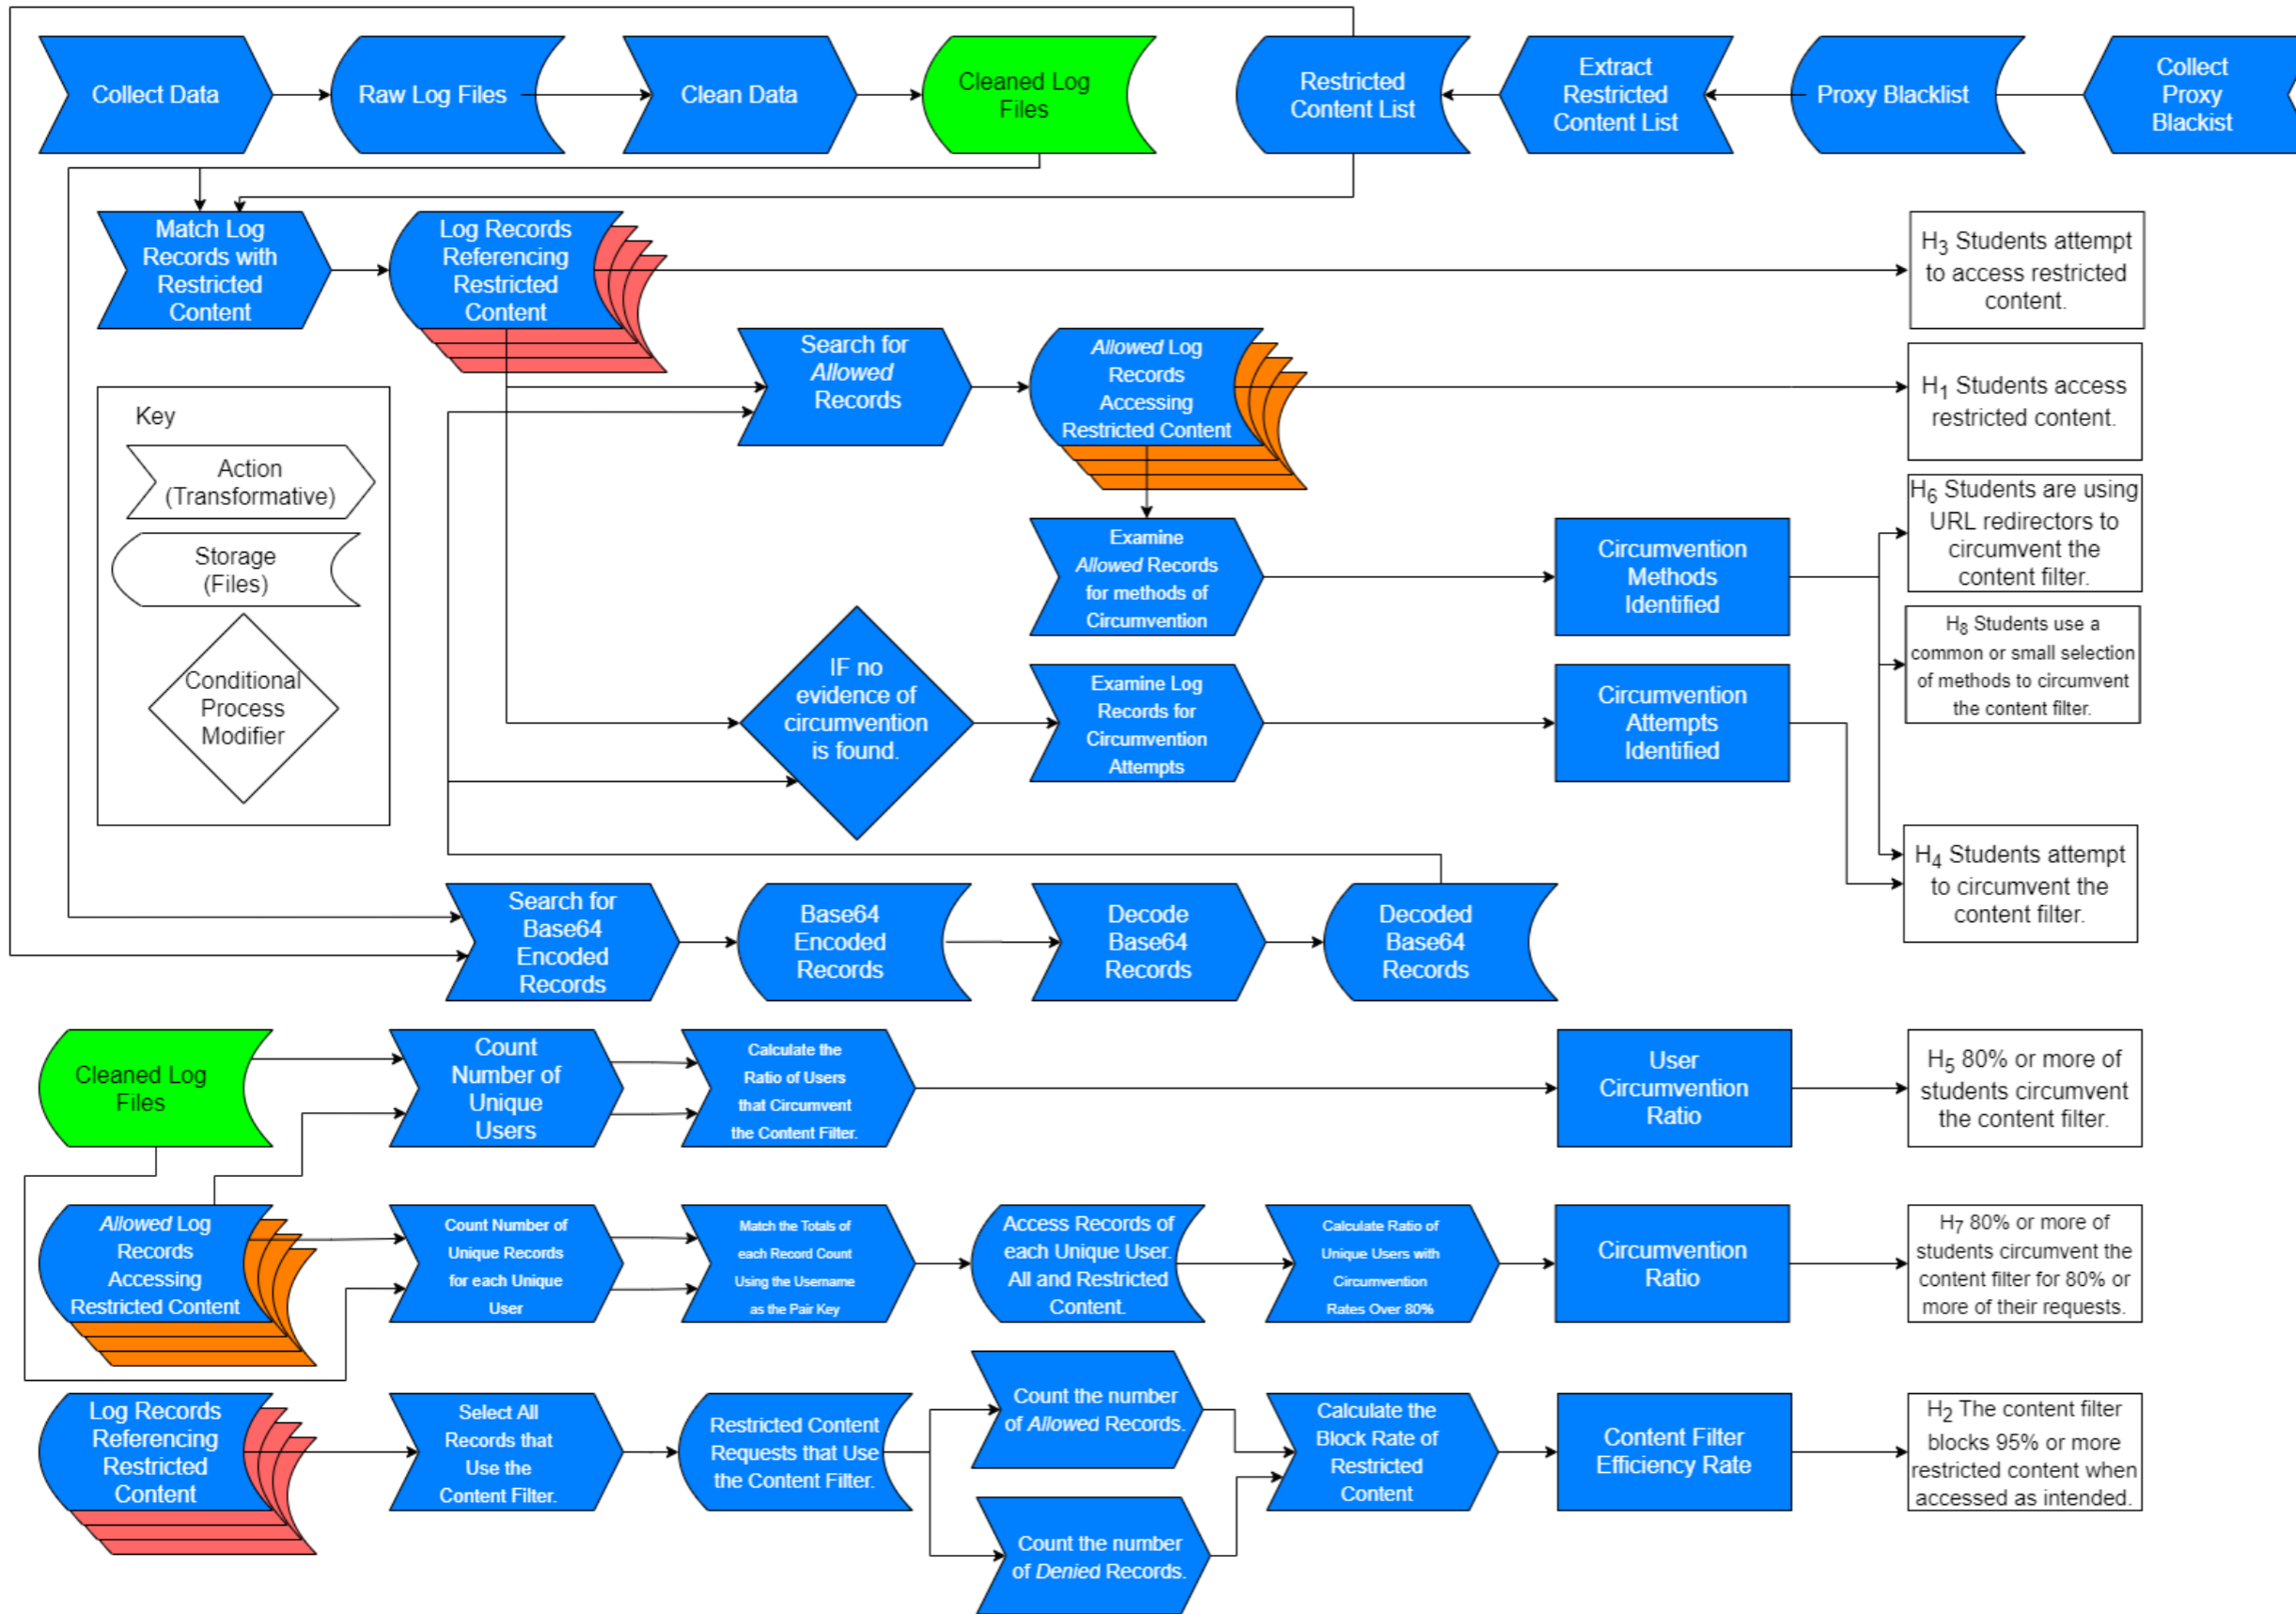 Collect Data
Raw Log Files
Clean Data
Cleaned Log
Files
Restricted
Content List
Extract
Restricted
Content List
Proxy Blacklist
Collect
Proxy
Blackist
Match Log
Records with
Restricted
Content
Log Records
Referencing
Restricted
Content
H3 Students attempt
to access restricted
content.
Search for
Allowed
Records
Allowed Log
Records
Accessing
Restricted Content
H1 Students access
restricted content.
Key
Action
(Transformative)
Storage
(Files)
Conditional
Process
Modifier
Examine
Allowed Records
for methods of
Circumvention
Circumvention
Methods
Identified
H6 Students are using
URL redirectors to
circumvent the
content filter.
H8 Students use a
common or small selection
of methods to circumvent
the content filter.
IF no
evidence of
circumvention
is found.
Examine Log
Records for
Circumvention
Attempts
Circumvention
Attempts
Identified
H4 Students attempt
to circumvent the
content filter.
Search for
Base64
Encoded
Records
Base64
Encoded
Records
Decode
Base64
Records
Decoded
Base64
Records
Cleaned Log
Files
Count
Number of
Unique
Users
Calculate the
Ratio of Users
that Circumvent
the Content Filter.
User
Circumvention
Ratio
H5 80% or more of
students circumvent
the content filter.
Allowed Log
Records
Accessing
Restricted Content
Count Number of
Unique Records
for each Unique
User
Match the Totals of
each Record Count
Using the Username
as the Pair Key
Access Records of
each Unique User.
All and Restricted
Content.
Calculate Ratio of
Unique Users with
Circumvention
Rates Over 80%
Circumvention
Ratio
H7 80% or more of
students circumvent the
content filter for 80% or
more of their requests.
Log Records
Referencing
Restricted
Content
Select All
Records that
Use the
Content Filter.
Restricted Content
Requests that Use
the Content Filter.
Count the number
of Allowed Records.
Count the number
of Denied Records.
Calculate the
Block Rate of
Restricted
Content
Content Filter
Efficiency Rate
H2 The content filter
blocks 95% or more
restricted content when
accessed as intended.